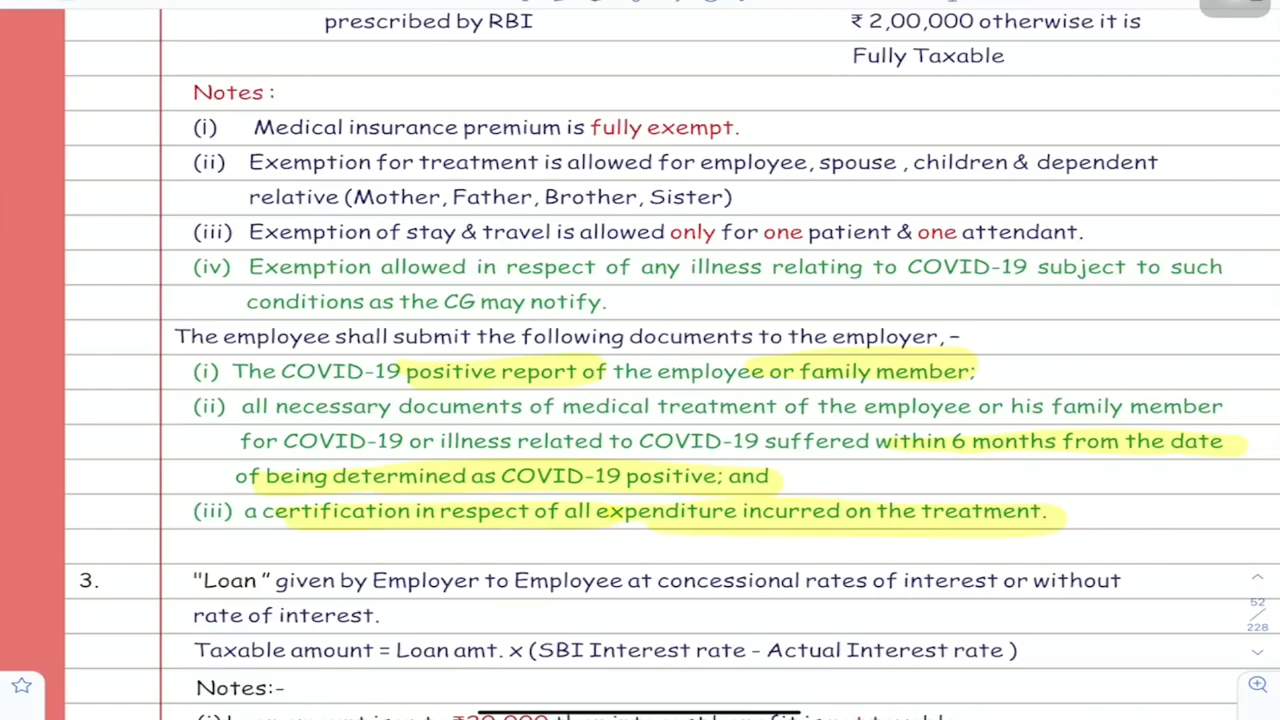 prescribed by RBI ₹ 2,00,000 otherwise it is
Fully Taxable
Notes :
(i) Medical insurance premium is fully exempt.
(ii) Exemption for treatment is allowed for employee, spouse , children & dependent
relative (Mother, Father, Brother, Sister)
(iii) Exemption of stay & travel is allowed only for one patient & one attendant.
(iv) Exemption allowed in respect of any illness relating to COVID-19 subject to such
conditions as the CG may notify.
The employee shall submit the following documents to the employer, –
(i) The COVID-19 positive report of the employee or family member;
(ii) all necessary documents of medical treatment of the employee or his family member
for COVID-19 or illness related to COVID-19 suffered within 6 months from the date
of being determined as COVID-19 positive; and
(iii) a certification in respect of all expenditure incurred on the treatment.
3. "Loan" given by Employer to Employee at concessional rates of interest or without
rate of interest.
Taxable amount = Loan amt. x (SBI Interest rate - Actual Interest rate )
52
228
Notes:-